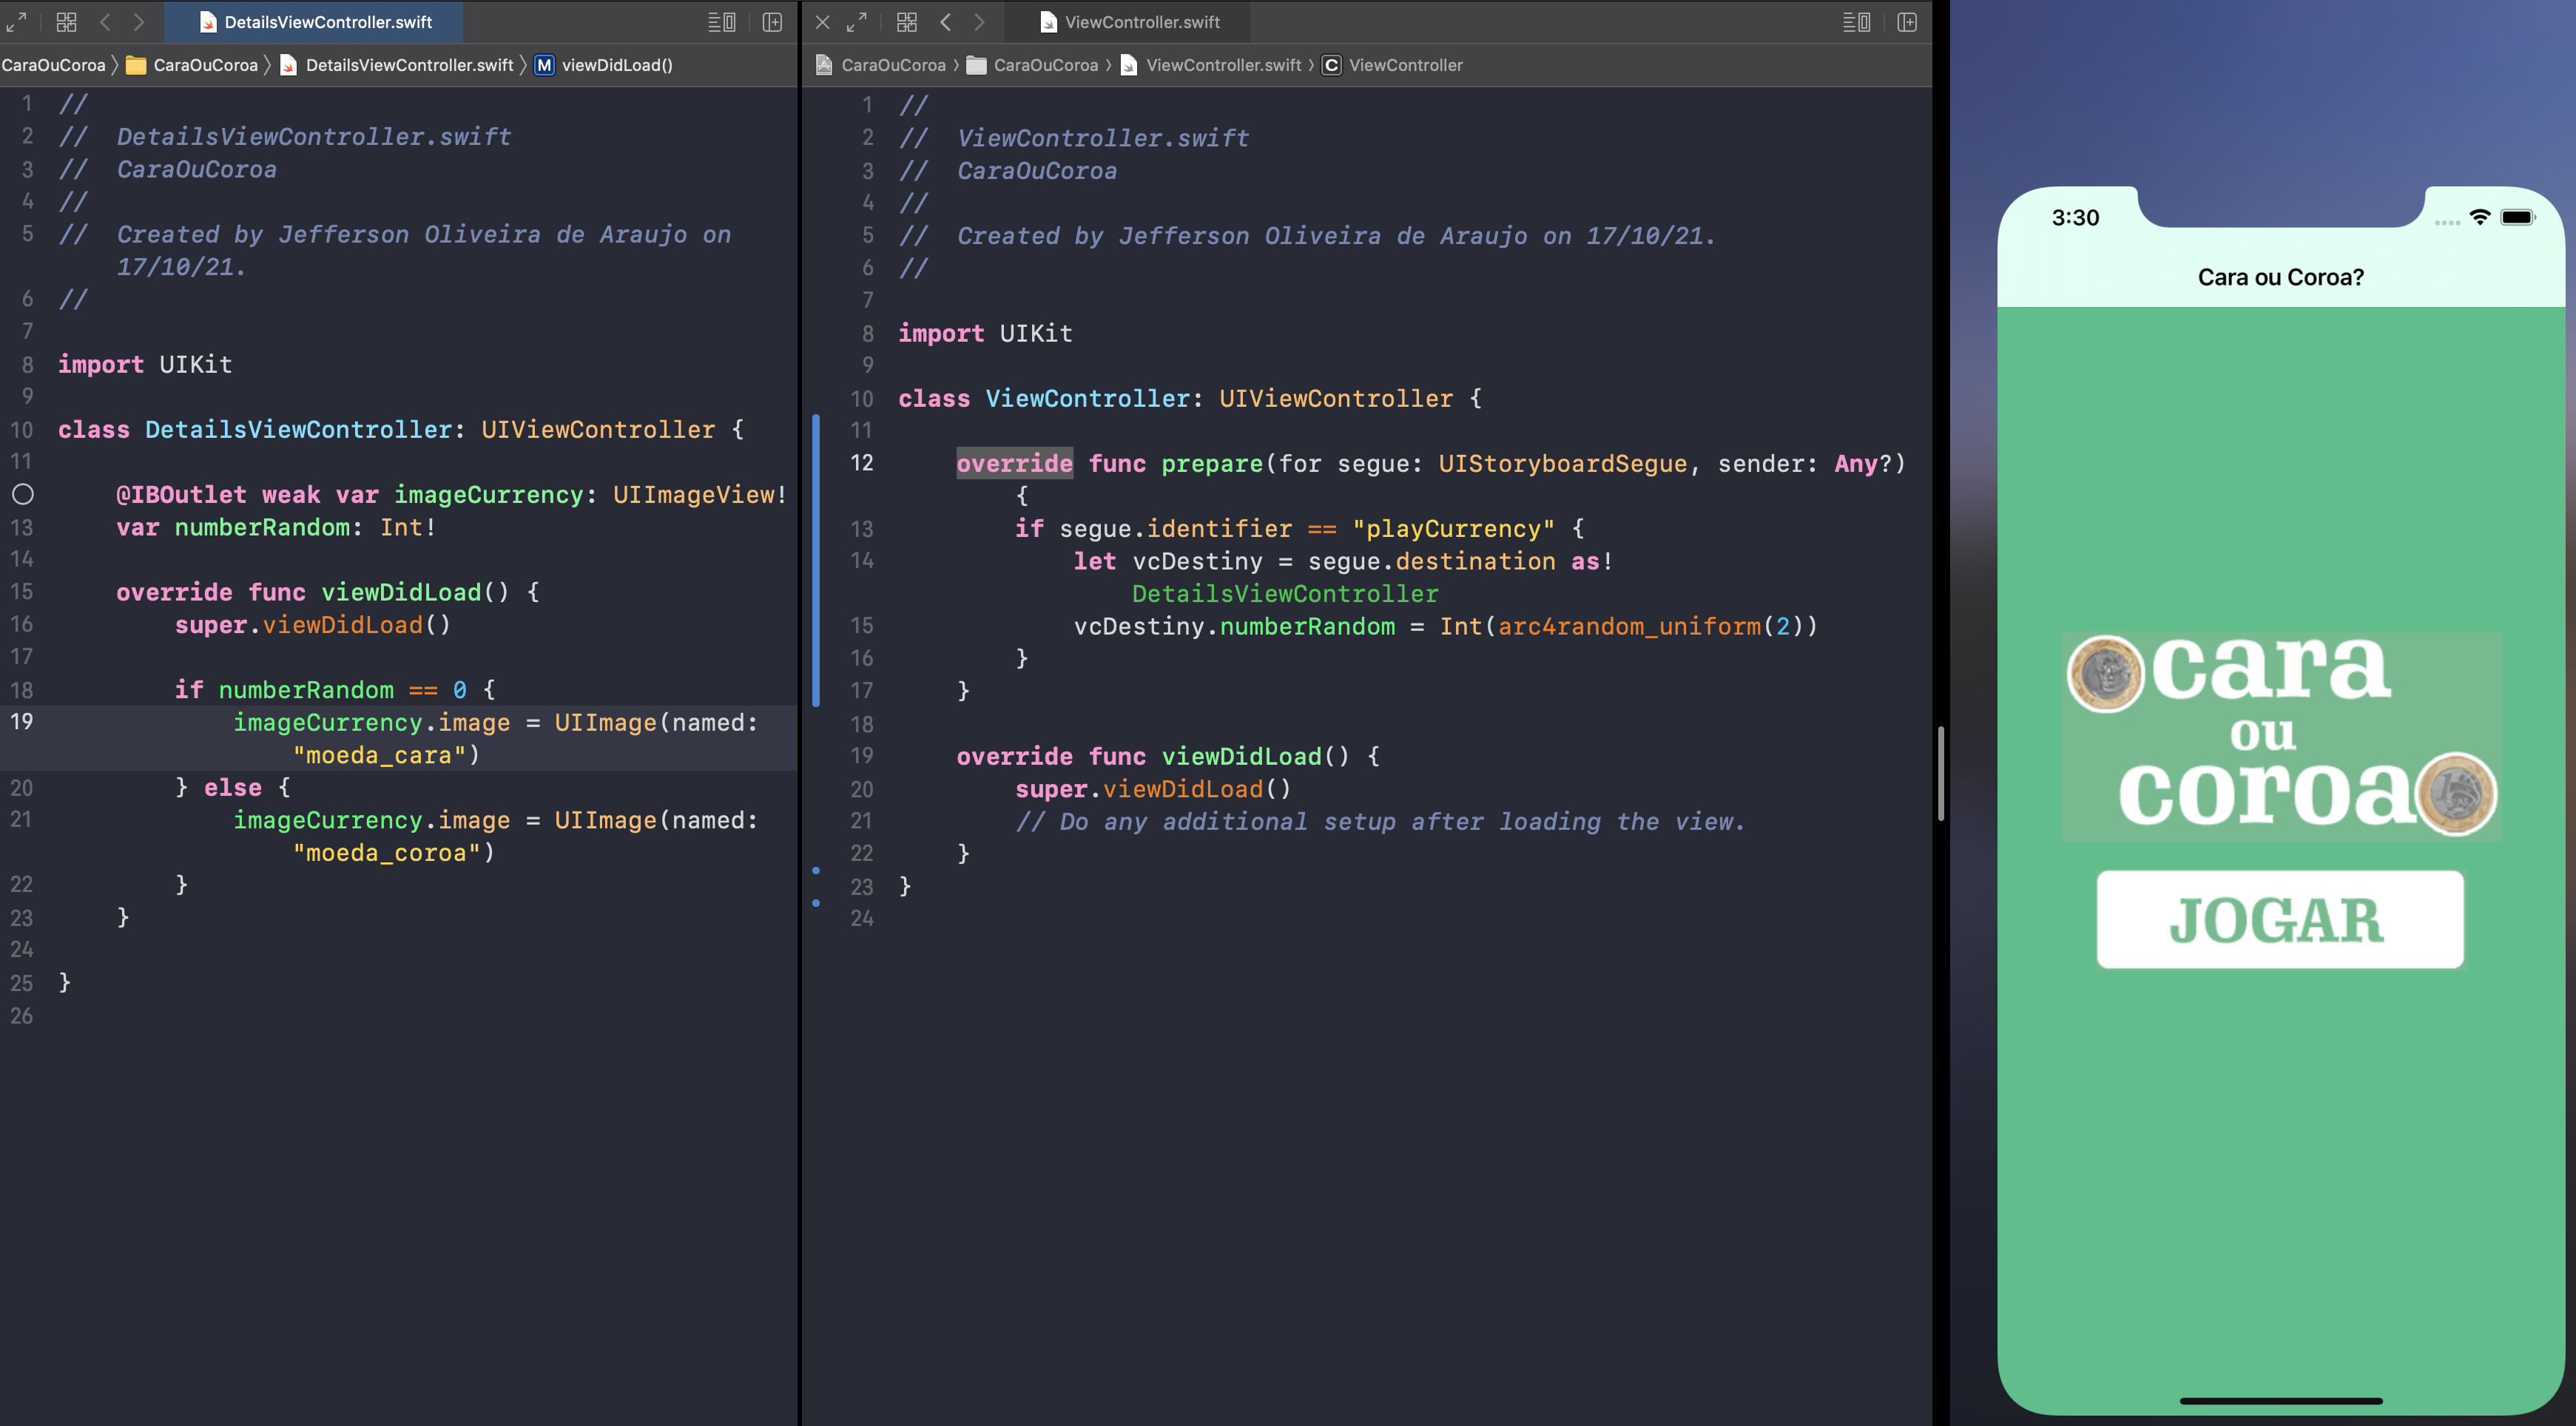 DetailsViewController.swift
CaraOuCoroa 〉 CaraOuCoroa 〉 DetailsViewController.swift 〉 M viewDidLoad()
1 //
2 //  DetailsViewController.swift
3 //  CaraOuCoroa
4 //
5 //  Created by Jefferson Oliveira de Araujo on
17/10/21.
6 //
7
8 import UIKit
9
10 class DetailsViewController: UIViewController {
11
@IBOutlet weak var imageCurrency: UIImageView!
13     var numberRandom: Int!
14
15     override func viewDidLoad() {
16         super.viewDidLoad()
17
18         if numberRandom == 0 {
19             imageCurrency.image = UIImage(named:
"moeda_cara")
20         } else {
21             imageCurrency.image = UIImage(named:
"moeda_coroa")
22         }
23     }
24
25 }
26
ViewController.swift
CaraOuCoroa 〉 CaraOuCoroa 〉 ViewController.swift 〉 C ViewController
1 //
2 //  ViewController.swift
3 //  CaraOuCoroa
4 //
5 //  Created by Jefferson Oliveira de Araujo on 17/10/21.
6 //
7
8 import UIKit
9
10 class ViewController: UIViewController {
11
12     override func prepare(for segue: UIStoryboardSegue, sender: Any?)
{
13         if segue.identifier == "playCurrency" {
14             let vcDestiny = segue.destination as!
DetailsViewController
15             vcDestiny.numberRandom = Int(arc4random_uniform(2))
16         }
17     }
18
19     override func viewDidLoad() {
20         super.viewDidLoad()
21         // Do any additional setup after loading the view.
22     }
23 }
24
3:30
Cara ou Coroa?
cara
ou
coroa
JOGAR